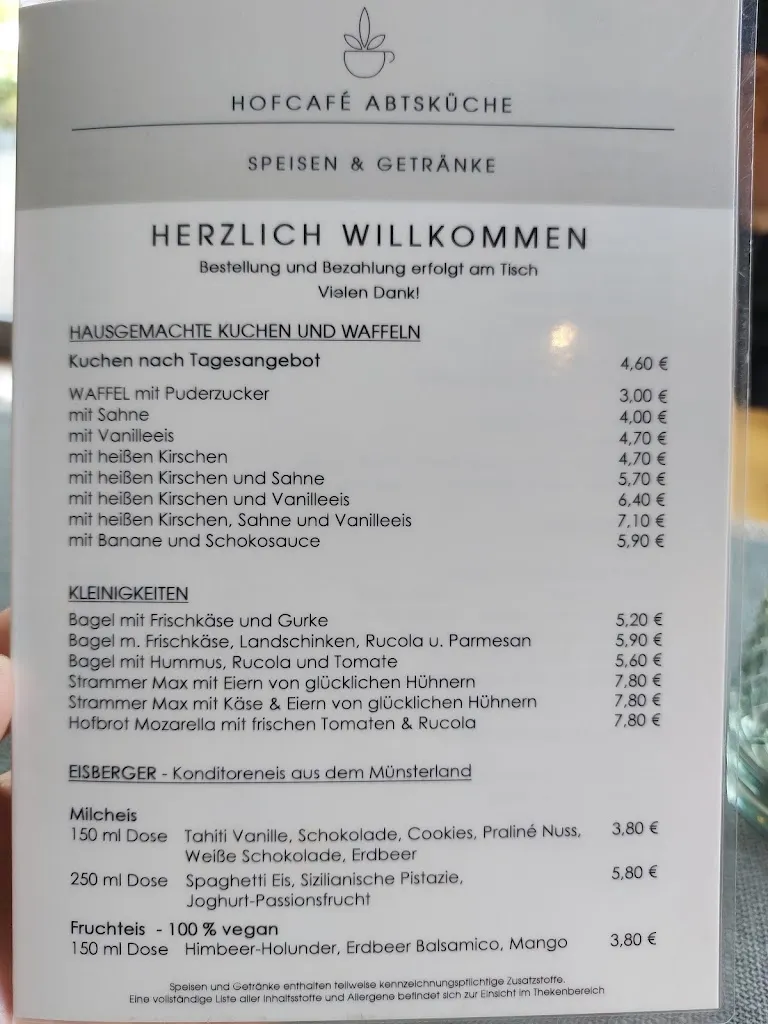 HOFCAFÉ ABTSKÜCHE
SPEISEN & GETRÄNKE
HERZLICH WILLKOMMEN
Bestellung und Bezahlung erfolgt am Tisch
Vielen Dank!
HAUSGEMACHTE KUCHEN UND WAFFELN
Kuchen nach Tagesangebot 4,60 €
WAFFEL mit Puderzucker 3,00 €
mit Sahne 4,00 €
mit Vanilleeis 4,70 €
mit heißen Kirschen 4,70 €
mit heißen Kirschen und Sahne 5,70 €
mit heißen Kirschen und Vanilleeis 6,40 €
mit heißen Kirschen, Sahne und Vanilleeis 7,10 €
mit Banane und Schokosauce 5,90 €
KLEINIGKEITEN
Bagel mit Frischkäse und Gurke 5,20 €
Bagel m. Frischkäse, Landschinken, Rucola u. Parmesan 5,90 €
Bagel mit Hummus, Rucola und Tomate 5,60 €
Strammer Max mit Eiern von glücklichen Hühnern 7,80 €
Strammer Max mit Käse & Eiern von glücklichen Hühnern 7,80 €
Hofbrot Mozarella mit frischen Tomaten & Rucola 7,80 €
EISBERGER - Konditoreneis aus dem Münsterland
Milcheis
150 ml Dose Tahiti Vanille, Schokolade, Cookies, Praliné Nuss, 3,80 €
Weiße Schokolade, Erdbeer
250 ml Dose Spaghetti Eis, Sizilianische Pistazie, 5,80 €
Joghurt-Passionsfrucht
Fruchteis - 100 % vegan
150 ml Dose Himbeer-Holunder, Erdbeer Balsamico, Mango 3,80 €
Speisen und Getränke enthalten teilweise kennzeichnungspflichtige Zusatzstoffe.
Eine vollständige Liste aller Inhaltsstoffe und Allergene befindet sich zur Einsicht im Thekenbereich